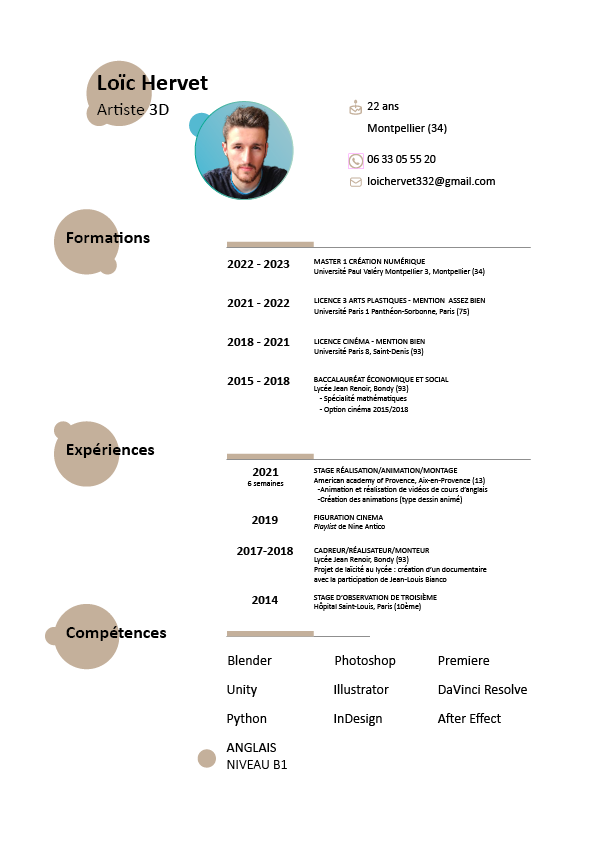 Loïc Hervet
Artiste 3D
22 ans
Montpellier (34)
06 33 05 55 20
loichervet332@gmail.com
Formations
2022 - 2023
MASTER 1 CRÉATION NUMÉRIQUE
Université Paul Valéry Montpellier 3, Montpellier (34)
2021 - 2022
LICENCE 3 ARTS PLASTIQUES - MENTION ASSEZ BIEN
Université Paris 1 Panthéon-Sorbonne, Paris (75)
2018 - 2021
LICENCE CINÉMA - MENTION BIEN
Université Paris 8, Saint-Denis (93)
2015 - 2018
BACCALAURÉAT ÉCONOMIQUE ET SOCIAL
Lycée Jean Renoir, Bondy (93)
- Spécialité mathématiques
- Option cinéma 2015/2018
Expériences
2021
6 semaines
STAGE RÉALISATION/ANIMATION/MONTAGE
American academy of Provence, Aix-en-Provence (13)
-Animation et réalisation de vidéos de cours d'anglais
-Création des animations (type dessin animé)
2019
FIGURATION CINEMA
Playlist de Nine Antico
2017-2018
CADREUR/RÉALISATEUR/MONTEUR
Lycée Jean Renoir, Bondy (93)
Projet de laïcité au lycée : création d'un documentaire
avec la participation de Jean-Louis Bianco
2014
STAGE D'OBSERVATION DE TROISIÈME
Hôpital Saint-Louis, Paris (10ème)
Compétences
Blender Photoshop Premiere
Unity Illustrator DaVinci Resolve
Python InDesign After Effect
ANGLAIS
NIVEAU B1